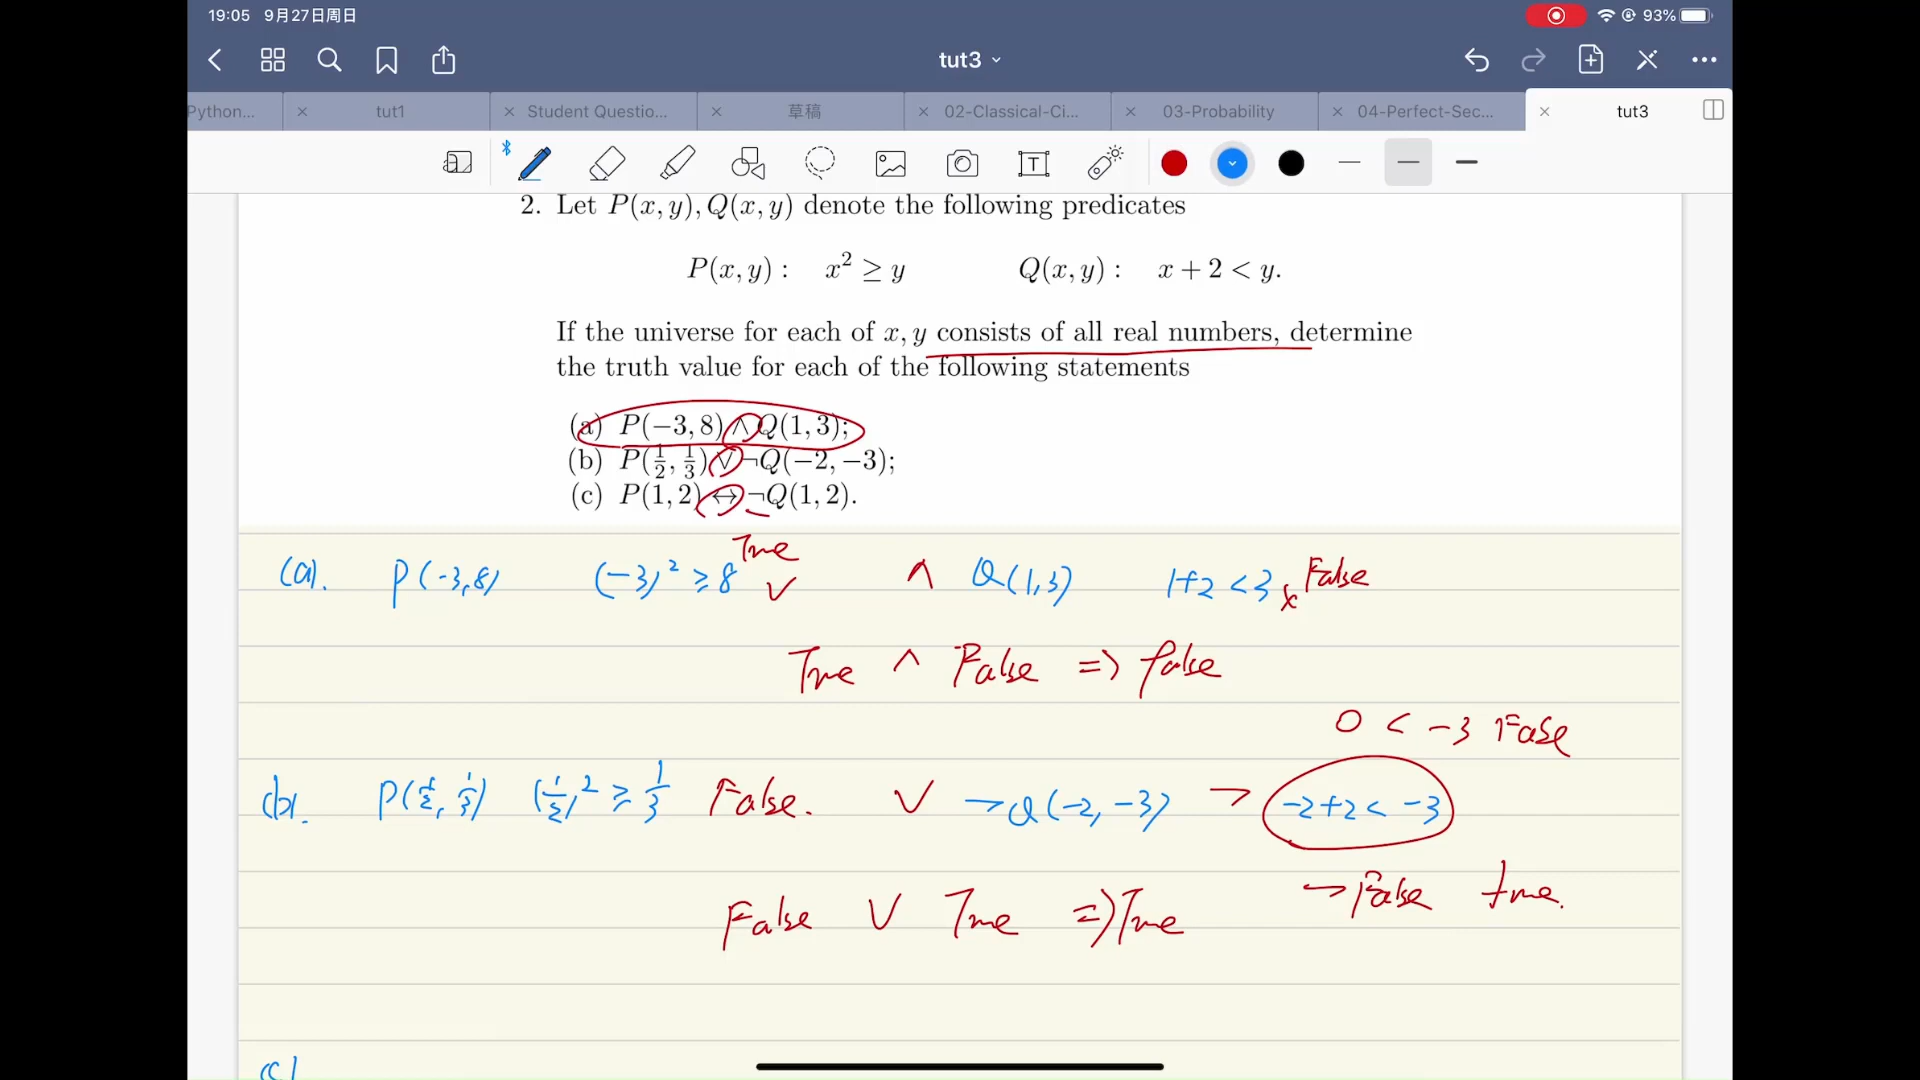 19:05 9月27日周日 93%
tut3
Python... tut1 Student Questio... 草稿 02-Classical-Ci... 03-Probability 04-Perfect-Sec... tut3
2. Let P(x, y), Q(x, y) denote the following predicates
P(x, y) : x² ≥ y Q(x, y) : x + 2 < y.
If the universe for each of x, y consists of all real numbers, determine
the truth value for each of the following statements
(a) P(−3, 8) ∧ Q(1, 3);
(b) P(1/2, 1/3) ∨ ¬Q(−2, −3);
(c) P(1, 2) ↔ ¬Q(1, 2).
True
(a). P(-3,8) (-3)² ≥ 8 ✓ ∧ Q(1,3) 1+2 < 3 × False
True ∧ False => false
0 < -3 False
(b). P(1/2, 1/3) (1/2)² ≥ 1/3 False. ∨ ¬Q(-2, -3) ¬ -2+2 < -3
¬False true.
False ∨ True => True
(c)